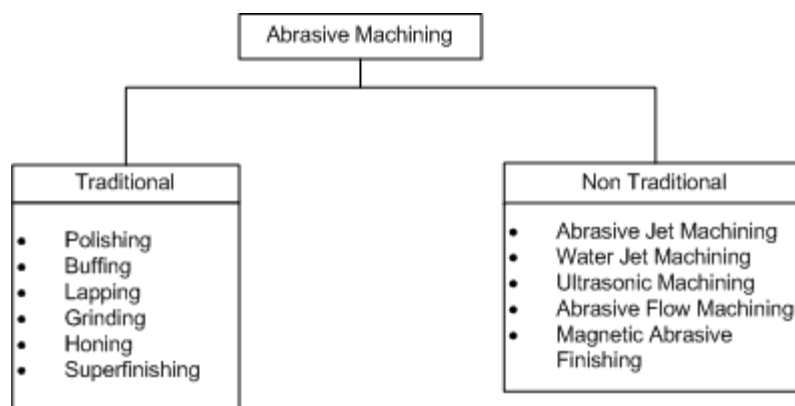 Abrasive Machining
Traditional
• Polishing
• Buffing
• Lapping
• Grinding
• Honing
• Superfinishing
Non Traditional
• Abrasive Jet Machining
• Water Jet Machining
• Ultrasonic Machining
• Abrasive Flow Machining
• Magnetic Abrasive
Finishing